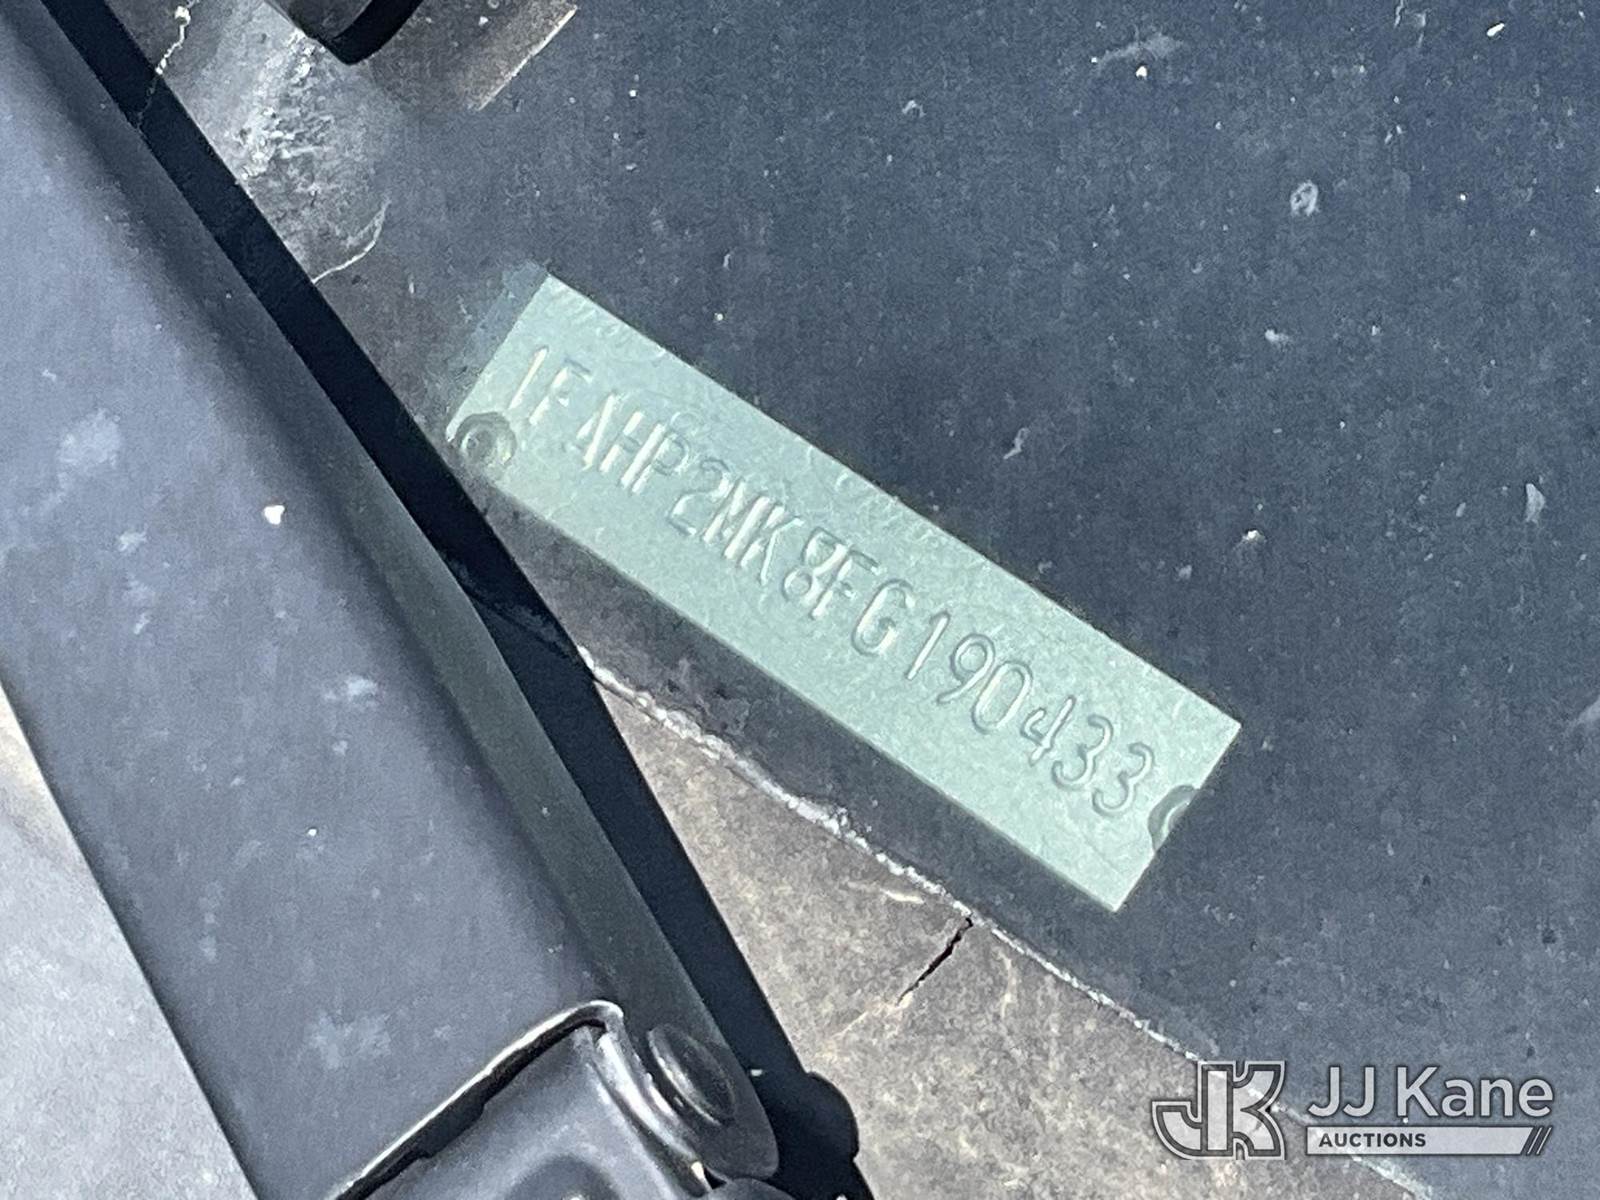 1FAHP2MK8FG190433
JJ Kane
AUCTIONS